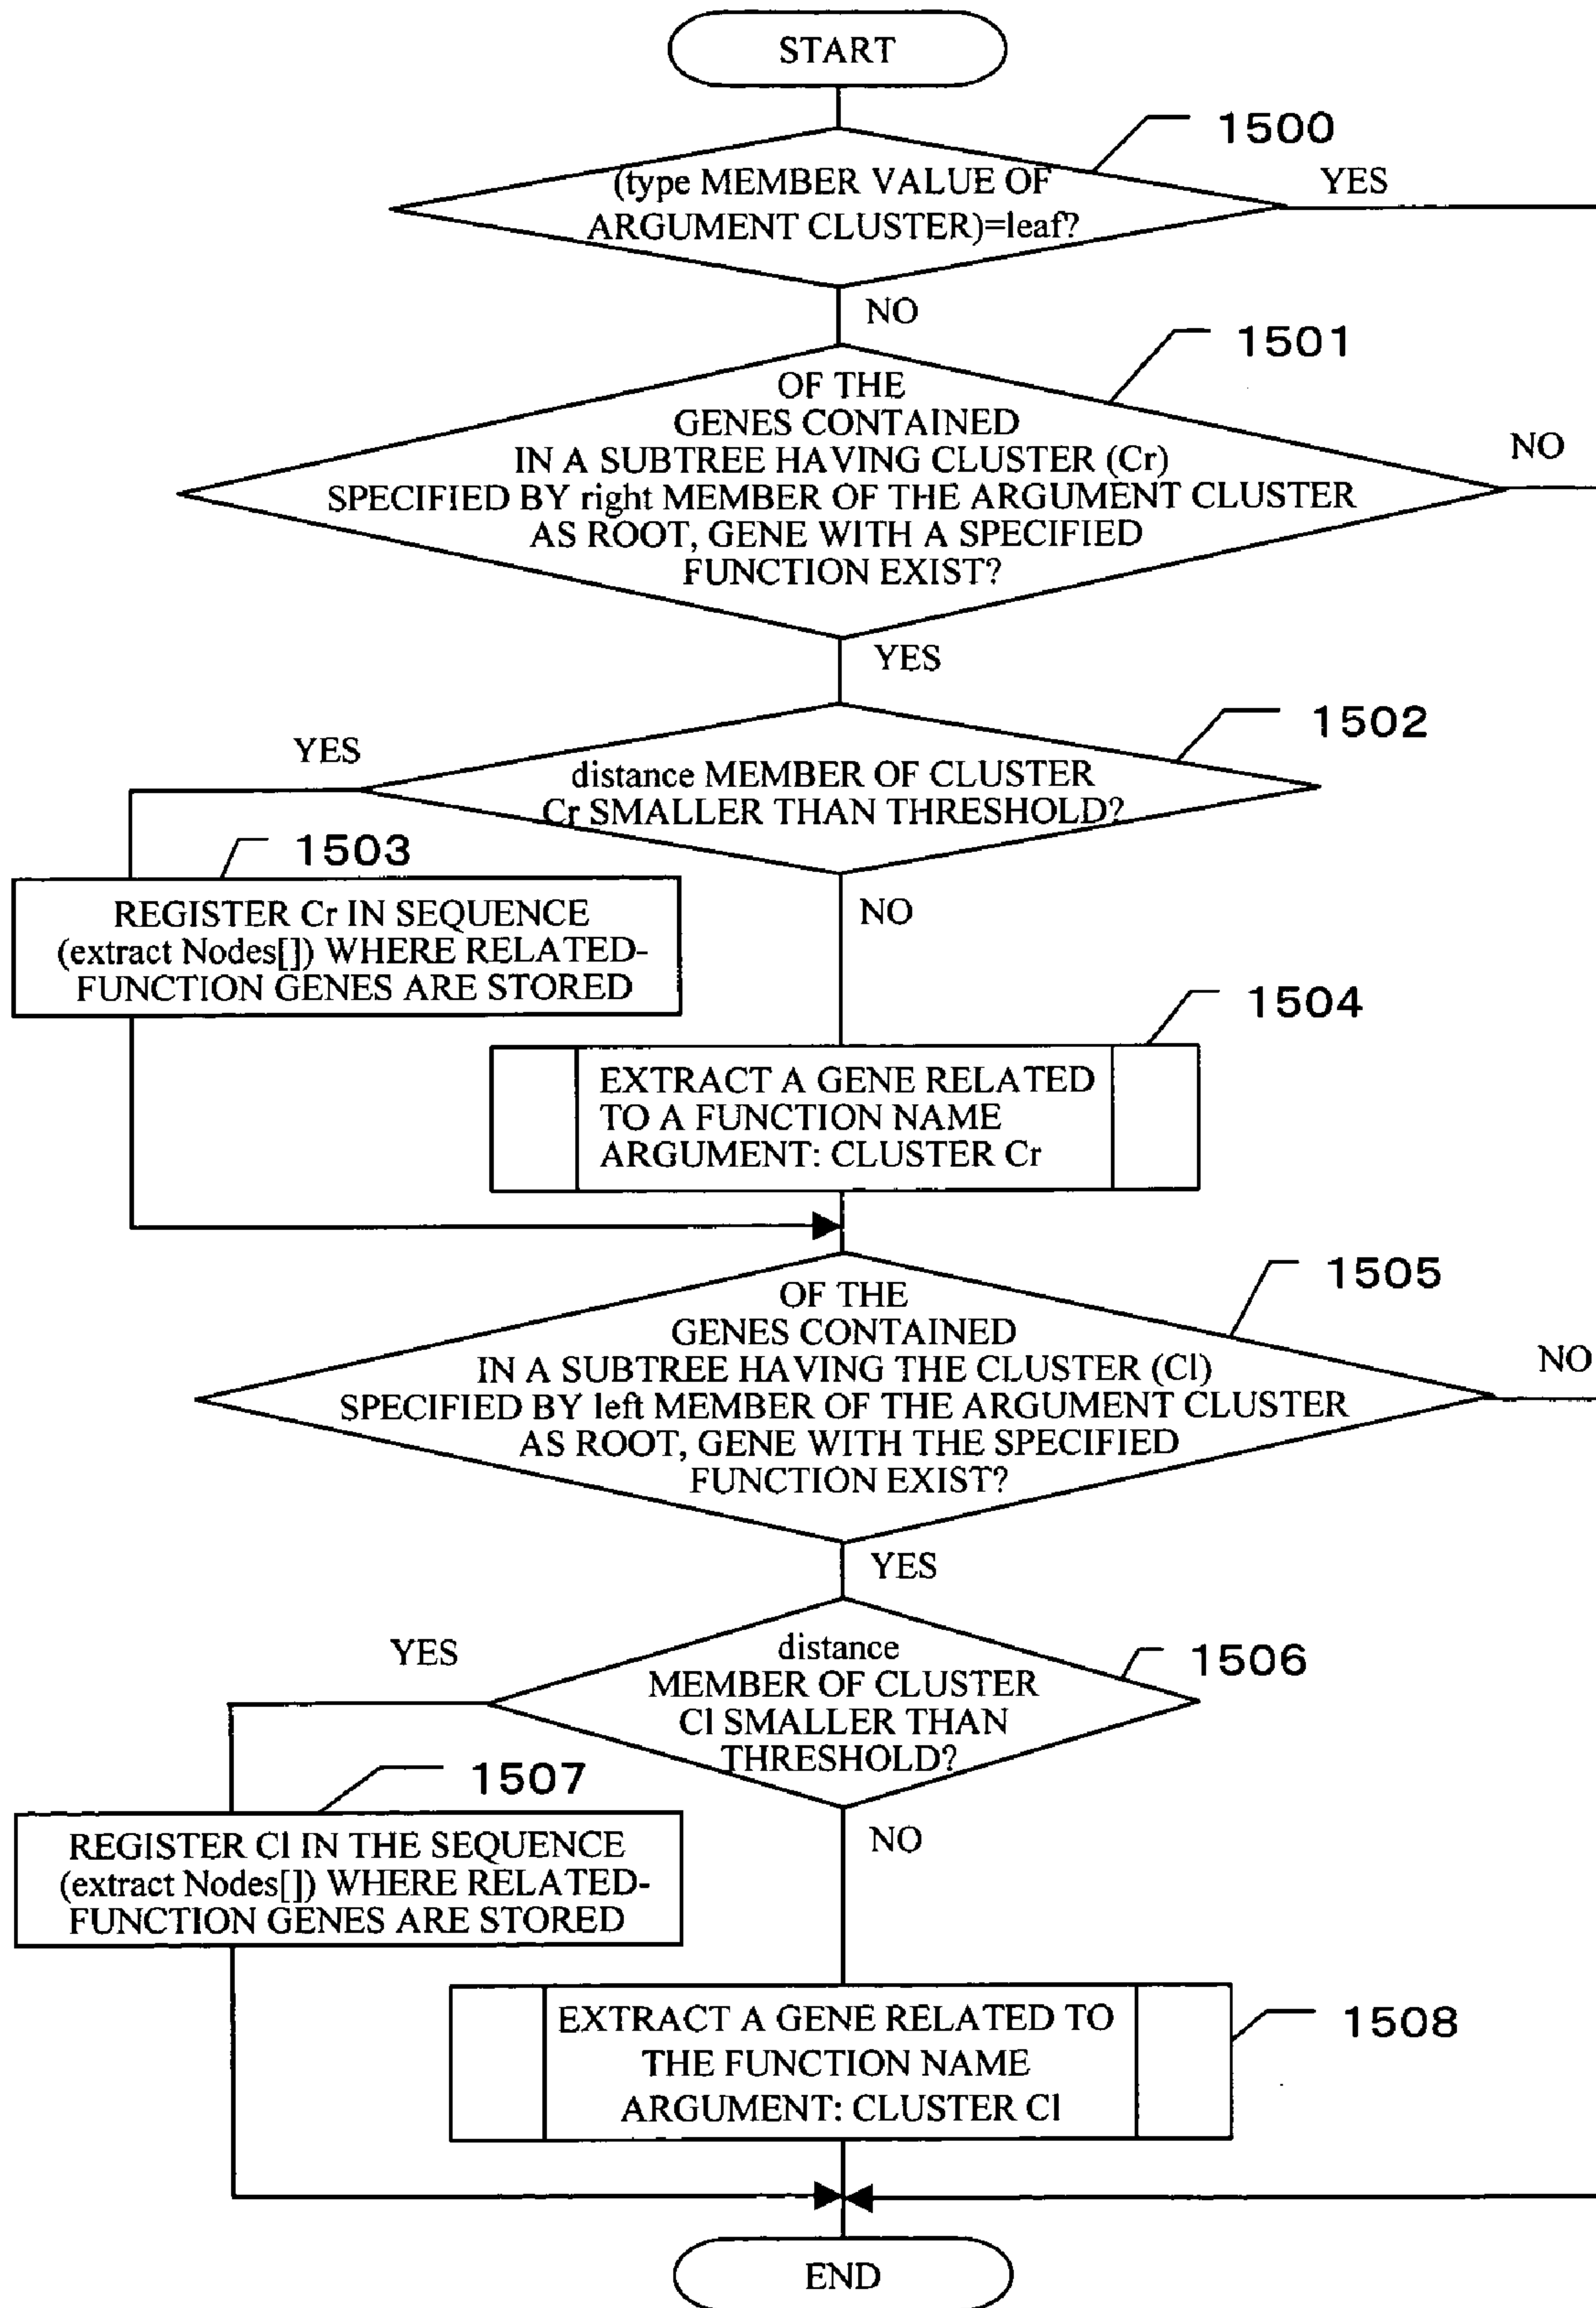 START
1500
(type MEMBER VALUE OF
ARGUMENT CLUSTER)=leaf?
YES
NO
1501
OF THE
GENES CONTAINED
IN A SUBTREE HAVING CLUSTER (Cr)
SPECIFIED BY right MEMBER OF THE ARGUMENT CLUSTER
AS ROOT, GENE WITH A SPECIFIED
FUNCTION EXIST?
NO
YES
1502
YES
distance MEMBER OF CLUSTER
Cr SMALLER THAN THRESHOLD?
1503
NO
REGISTER Cr IN SEQUENCE
(extract Nodes[]) WHERE RELATED-
FUNCTION GENES ARE STORED
1504
EXTRACT A GENE RELATED
TO A FUNCTION NAME
ARGUMENT: CLUSTER Cr
1505
OF THE
GENES CONTAINED
IN A SUBTREE HAVING THE CLUSTER (Cl)
SPECIFIED BY left MEMBER OF THE ARGUMENT CLUSTER
AS ROOT, GENE WITH THE SPECIFIED
FUNCTION EXIST?
NO
YES
1506
YES
distance
MEMBER OF CLUSTER
Cl SMALLER THAN
THRESHOLD?
1507
NO
REGISTER Cl IN THE SEQUENCE
(extract Nodes[]) WHERE RELATED-
FUNCTION GENES ARE STORED
1508
EXTRACT A GENE RELATED TO
THE FUNCTION NAME
ARGUMENT: CLUSTER Cl
END